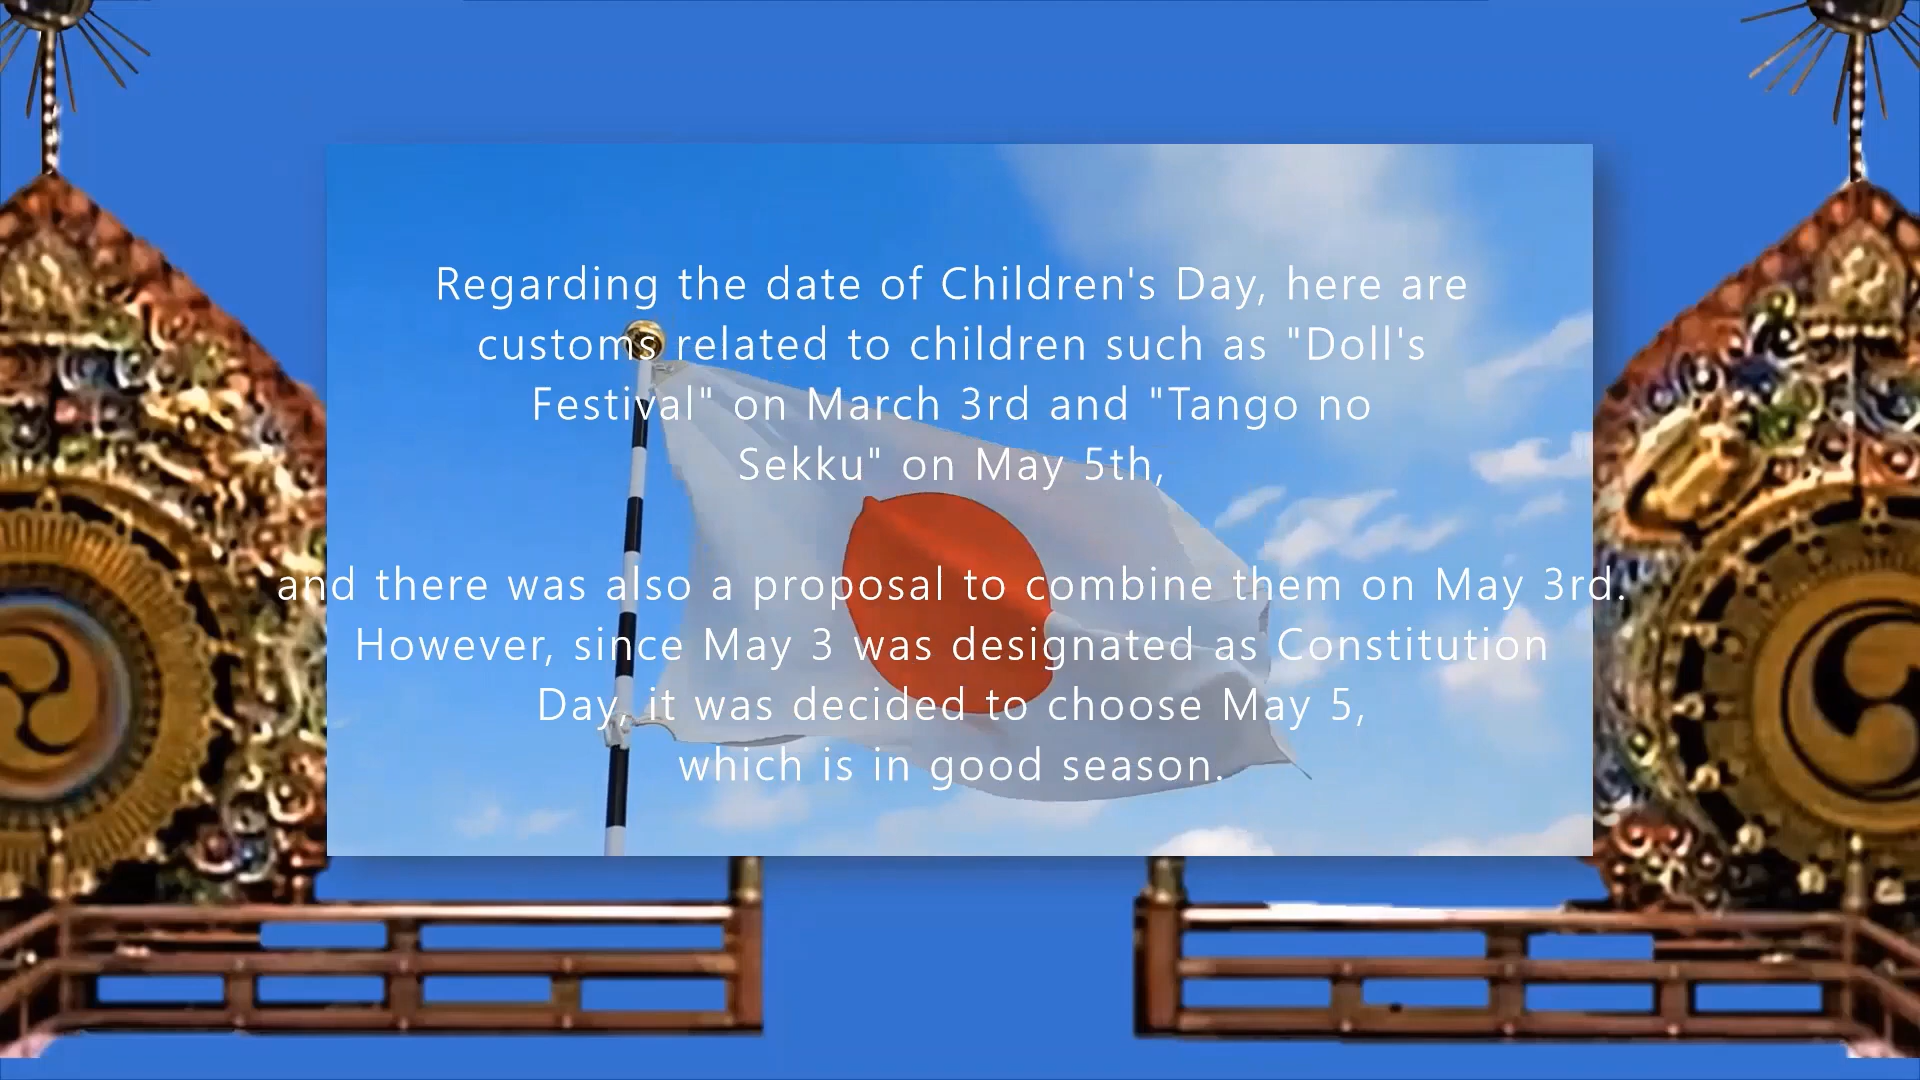 Regarding the date of Children's Day, here are
customs related to children such as "Doll's
Festival" on March 3rd and "Tango no
Sekku" on May 5th,
and there was also a proposal to combine them on May 3rd.
However, since May 3 was designated as Constitution
Day, it was decided to choose May 5,
which is in good season.